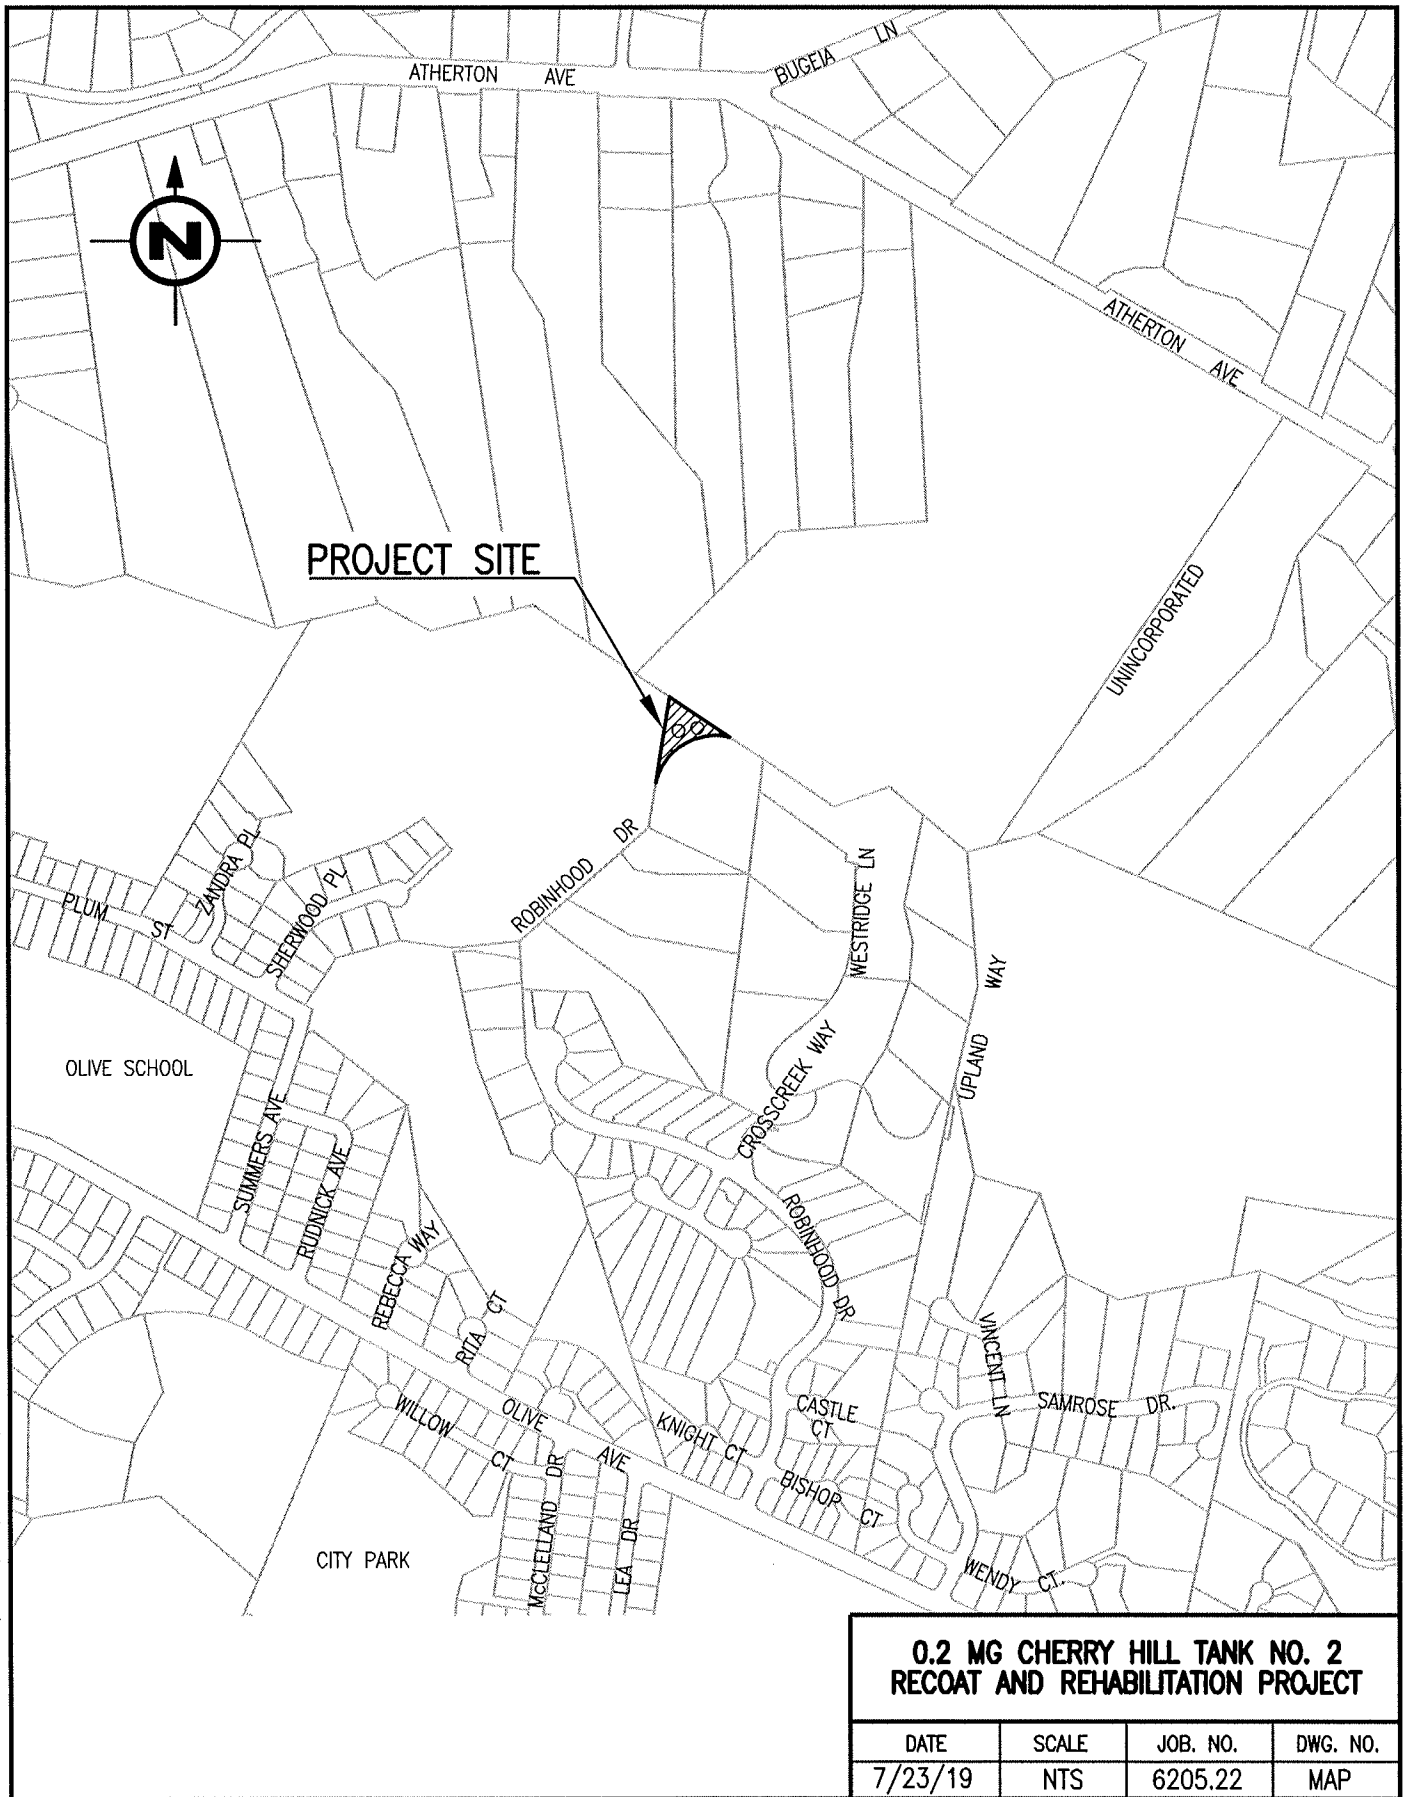 BUGEIA LN
ATHERTON AVE
N
ATHERTON AVE
PROJECT SITE
UNINCORPORATED
ROBINHOOD DR
ZANDRA PL
SHERWOOD PL
PLUM ST
WESTRIDGE LN
UPLAND WAY
CROSSCREEK WAY
OLIVE SCHOOL
SUMMERS AVE
RUDNICK AVE
REBECCA WAY
RITA CT
ROBINHOOD DR
VINCENT LN
SAMROSE DR.
CASTLE
CT
WILLOW CT
OLIVE AVE
KNIGHT CT
BISHOP CT
McCLELLAND DR
LEA DR
WENDY CT.
CITY PARK
0.2 MG CHERRY HILL TANK NO. 2
RECOAT AND REHABILITATION PROJECT
DATE SCALE JOB. NO. DWG. NO.
7/23/19 NTS 6205.22 MAP